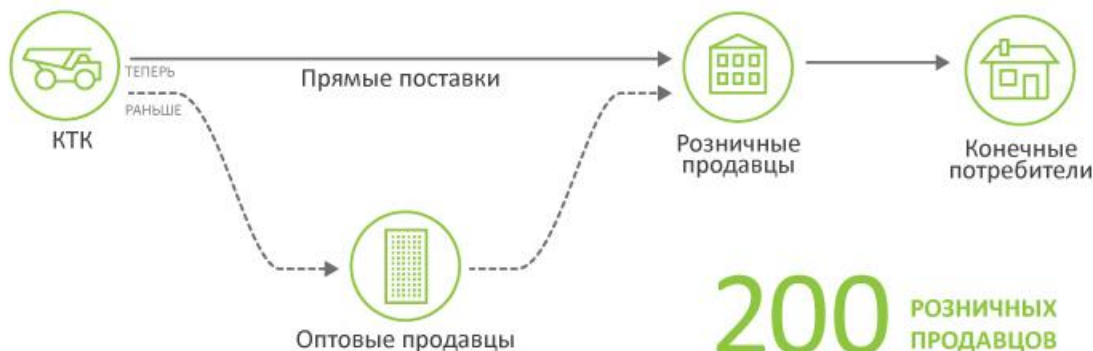 ТЕПЕРЬ
Прямые поставки
РАНЬШЕ
КТК
Розничные
продавцы
Конечные
потребители
Оптовые продавцы
200
РОЗНИЧНЫХ
ПРОДАВЦОВ